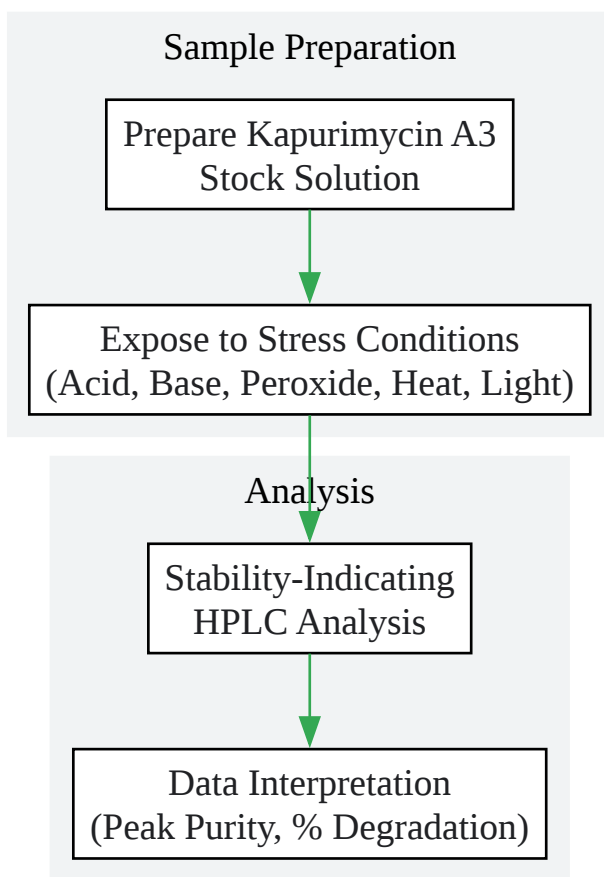 Sample Preparation
Prepare Kapurimycin A3
Stock Solution
Expose to Stress Conditions
(Acid, Base, Peroxide, Heat, Light)
Analysis
Stability-Indicating
HPLC Analysis
Data Interpretation
(Peak Purity, % Degradation)